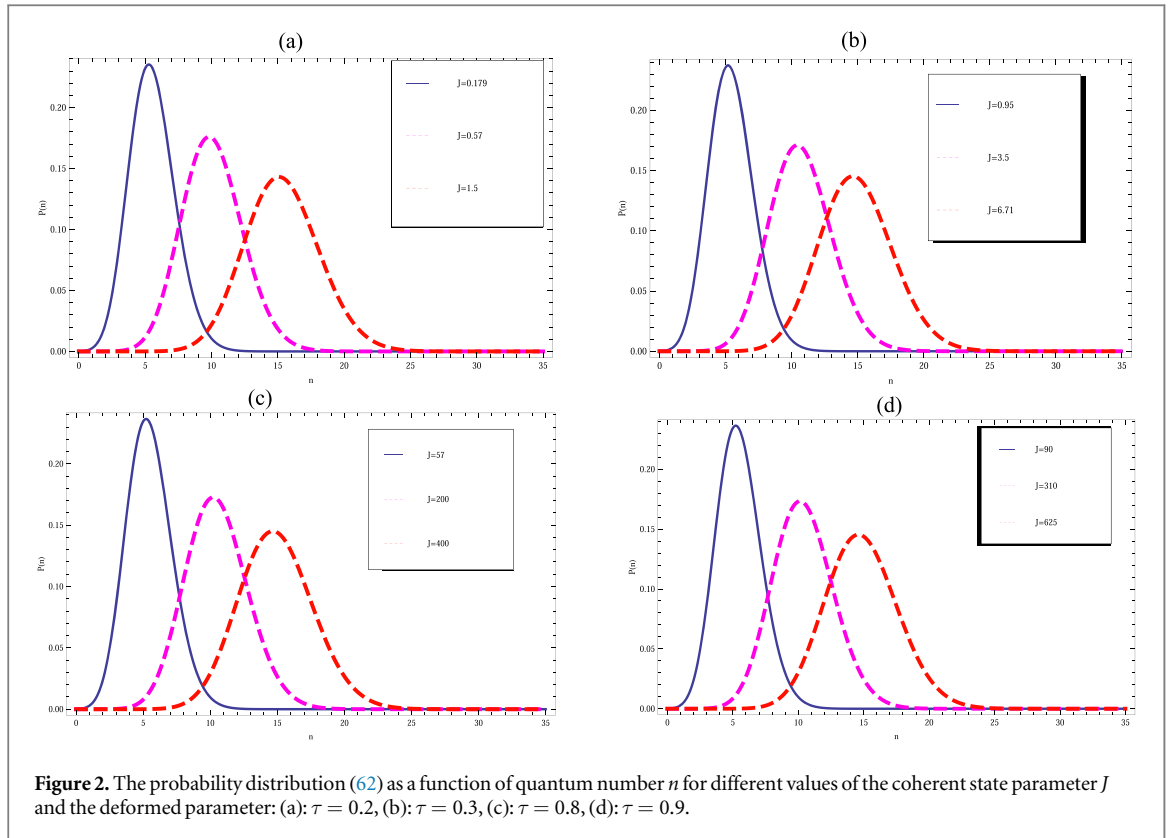 (a)
P(n)
0.20
0.15
0.10
0.05
0.00
0 5 10 15 20 25 30 35
n
J=0.179
J=0.57
J=1.5
(b)
P(n)
0.20
0.15
0.10
0.05
0.00
0 5 10 15 20 25 30 35
n
J=0.95
J=3.5
J=6.71
(c)
P(n)
0.20
0.15
0.10
0.05
0.00
0 5 10 15 20 25 30 35
n
J=57
J=200
J=400
(d)
P(n)
0.20
0.15
0.10
0.05
0.00
0 5 10 15 20 25 30 35
n
J=90
J=310
J=625
Figure 2. The probability distribution (62) as a function of quantum number n for different values of the coherent state parameter J
and the deformed parameter: (a): τ = 0.2, (b): τ = 0.3, (c): τ = 0.8, (d): τ = 0.9.